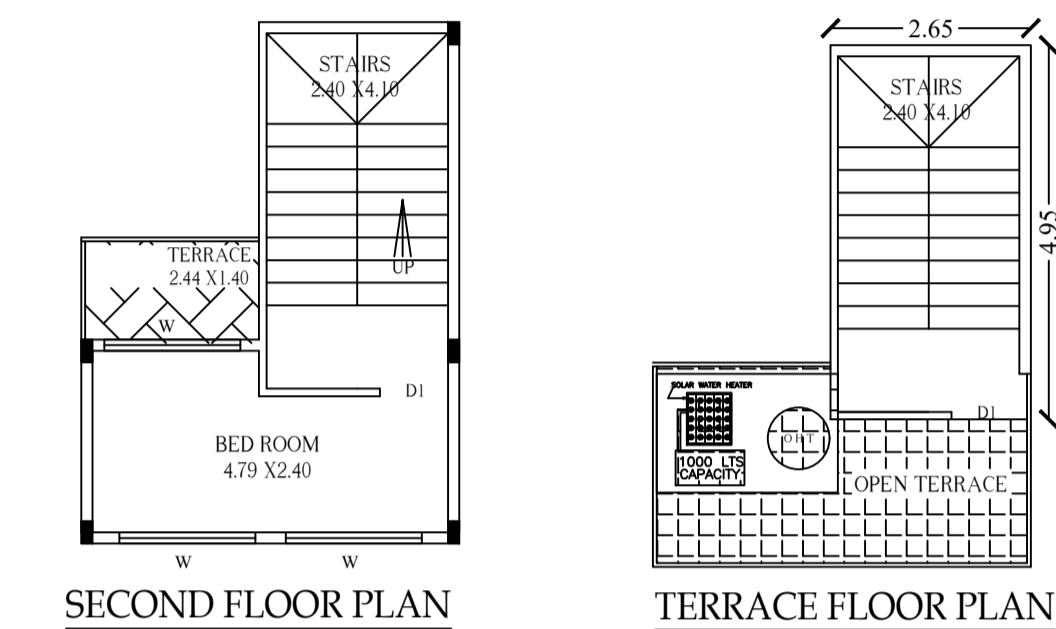 STAIRS
2.40 X4.10
UP
TERRACE
2.44 X1.40
W
D1
BED ROOM
4.79 X2.40
W
W
SECOND FLOOR PLAN
2.65
STAIRS
2.40 X4.10
4.95
SOLAR WATER HEATER
D1
OHT
1000 LTS
CAPACITY
OPEN TERRACE
TERRACE FLOOR PLAN